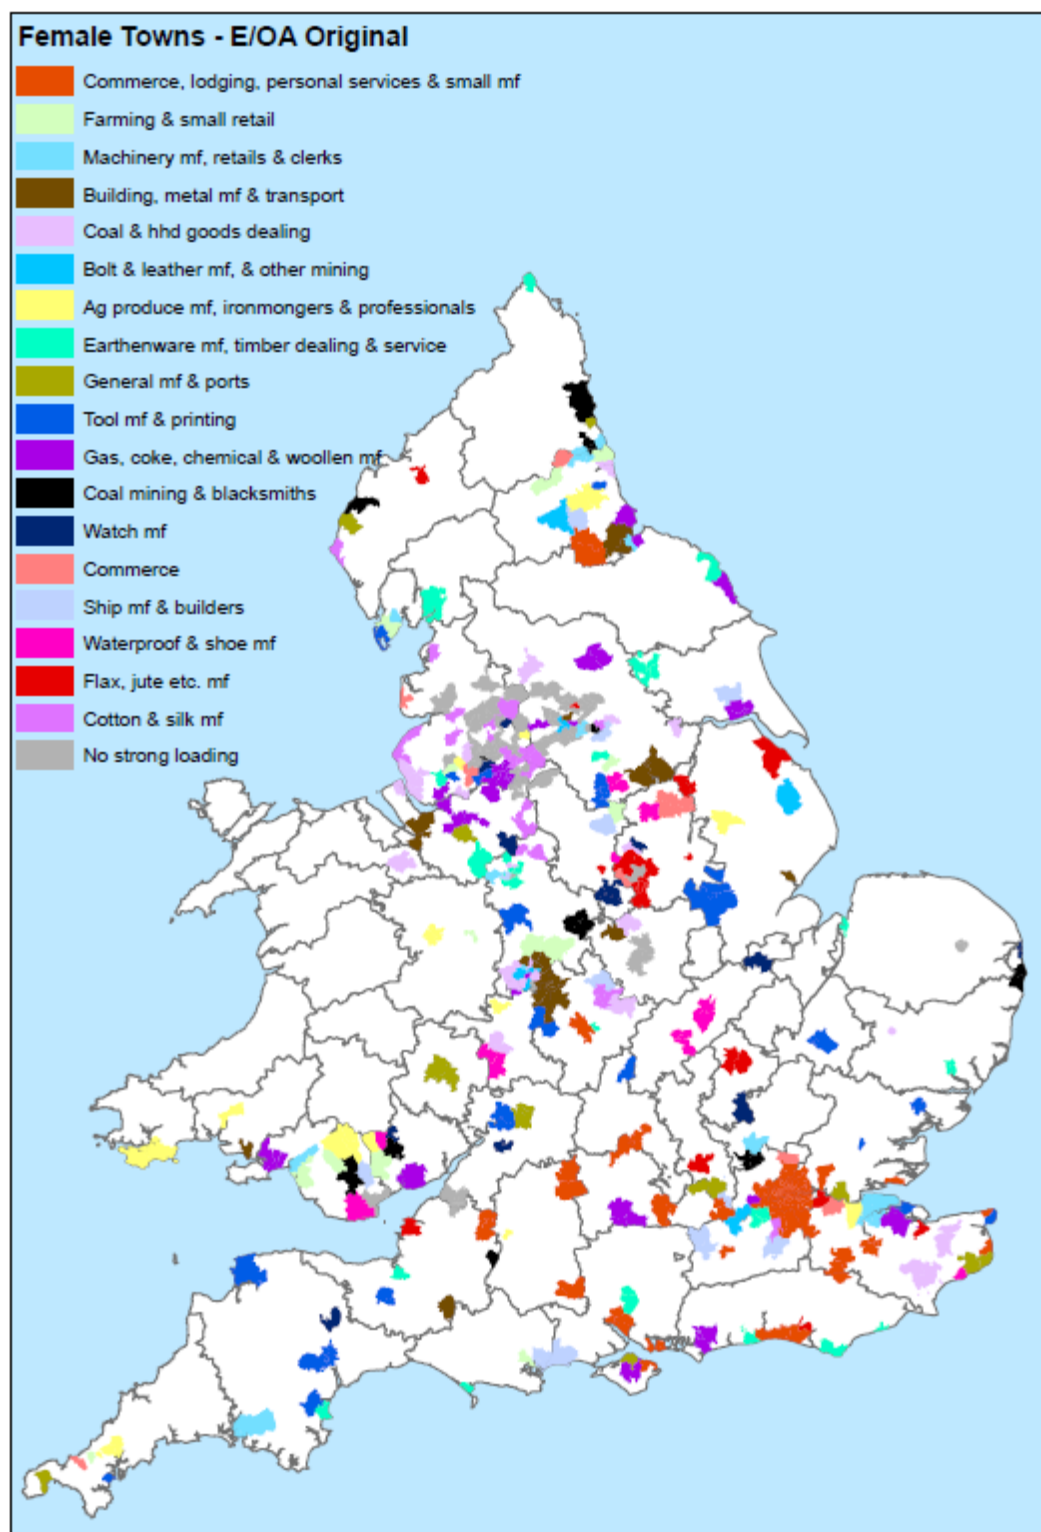 Female Towns - E/OA Original
Commerce, lodging, personal services & small mf
Farming & small retail
Machinery mf, retails & clerks
Building, metal mf & transport
Coal & hhd goods dealing
Bolt & leather mf, & other mining
Ag produce mf, ironmongers & professionals
Earthenware mf, timber dealing & service
General mf & ports
Tool mf & printing
Gas, coke, chemical & woollen mf
Coal mining & blacksmiths
Watch mf
Commerce
Ship mf & builders
Waterproof & shoe mf
Flax, jute etc. mf
Cotton & silk mf
No strong loading